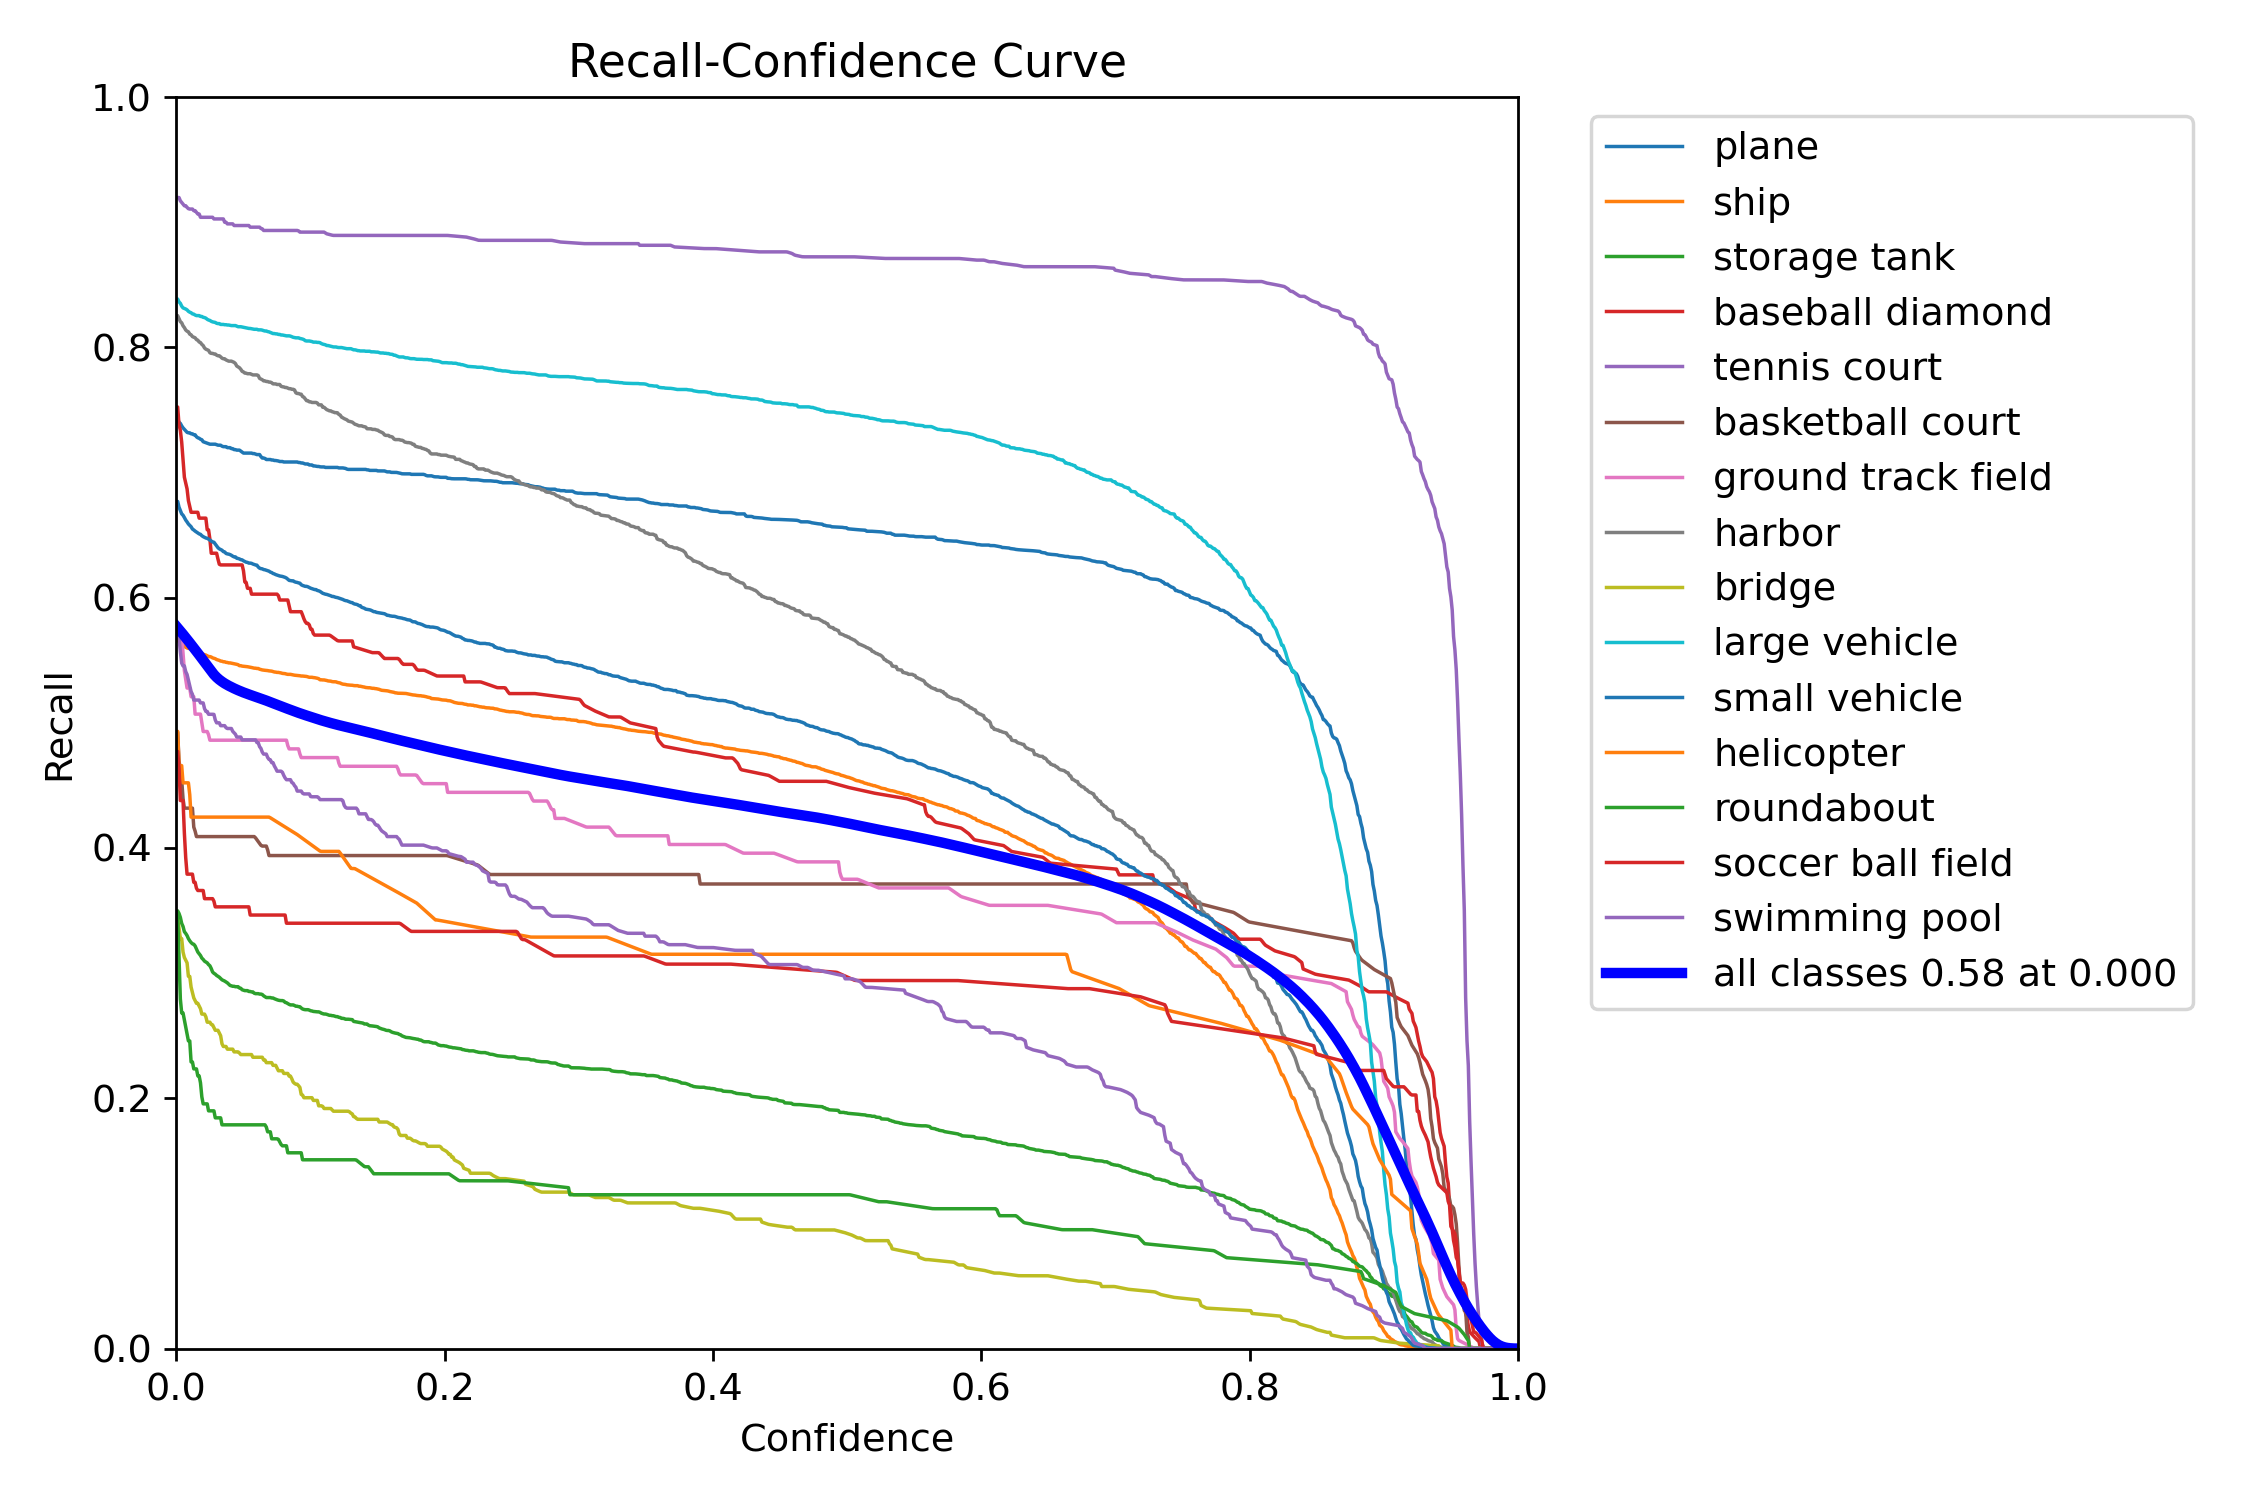 Recall-Confidence Curve
1.0
0.8
0.6
0.4
0.2
0.0
Recall
0.0 0.2 0.4 0.6 0.8 1.0
Confidence
plane
ship
storage tank
baseball diamond
tennis court
basketball court
ground track field
harbor
bridge
large vehicle
small vehicle
helicopter
roundabout
soccer ball field
swimming pool
all classes 0.58 at 0.000